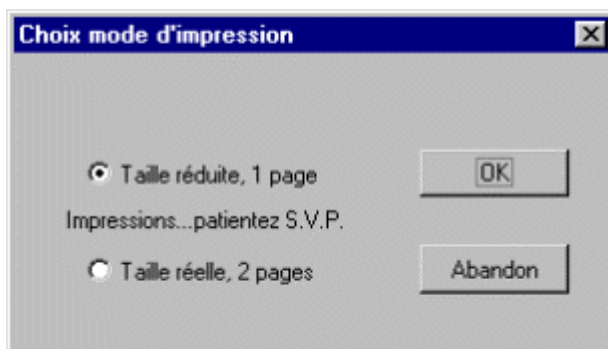 Choix mode d'impression
Taille réduite, 1 page
OK
Impressions...patientez S.V.P.
Taille réelle, 2 pages
Abandon